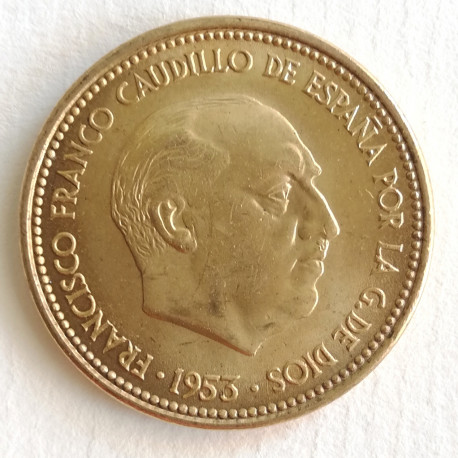 · FRANCISCO FRANCO CAUDILLO DE ESPAÑA POR LA G. DE DIOS ·
1953